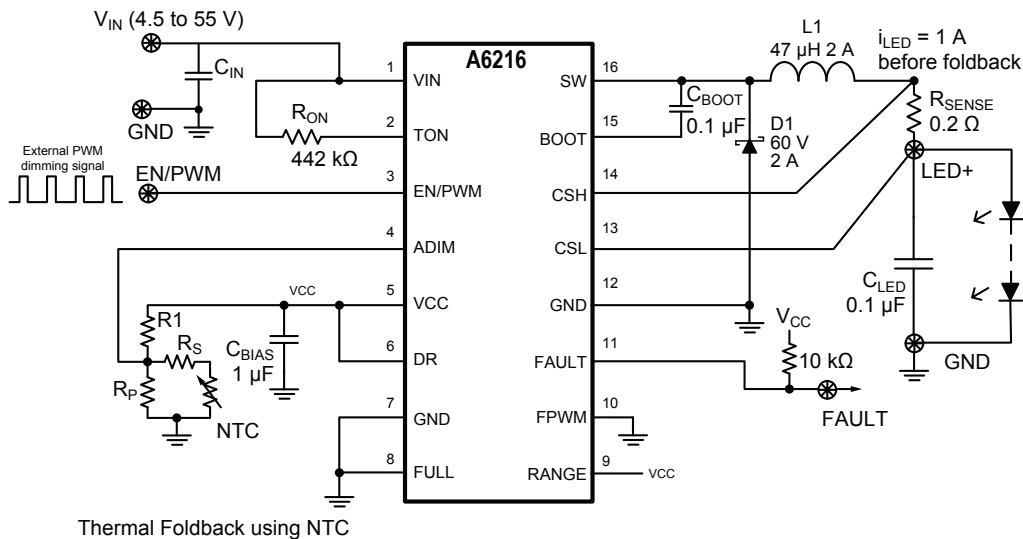 V_IN (4.5 to 55 V)
C_IN
GND
R_ON
442 kΩ
External PWM
dimming signal
EN/PWM
A6216
1 VIN
2 TON
3 EN/PWM
4 ADIM
5 VCC
6 DR
7 GND
8 FULL
16 SW
15 BOOT
14 CSH
13 CSL
12 GND
11 FAULT
10 FPWM
9 RANGE
VCC
R1
R_S
R_P
NTC
VCC
C_BIAS
1 µF
C_BOOT
0.1 µF
D1
60 V
2 A
L1
47 µH 2 A
i_LED = 1 A
before foldback
R_SENSE
0.2 Ω
LED+
C_LED
0.1 µF
GND
V_CC
10 kΩ
FAULT
Thermal Foldback using NTC